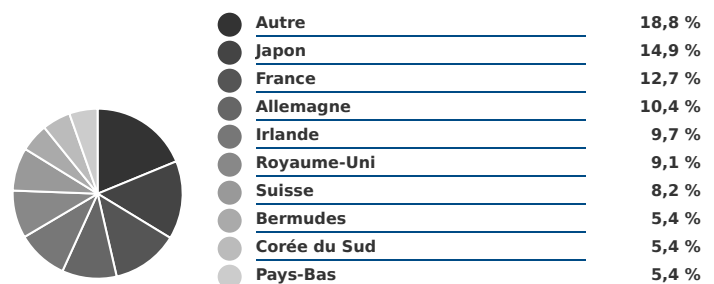 Autre 18,8 %
Japon 14,9 %
France 12,7 %
Allemagne 10,4 %
Irlande 9,7 %
Royaume-Uni 9,1 %
Suisse 8,2 %
Bermudes 5,4 %
Corée du Sud 5,4 %
Pays-Bas 5,4 %